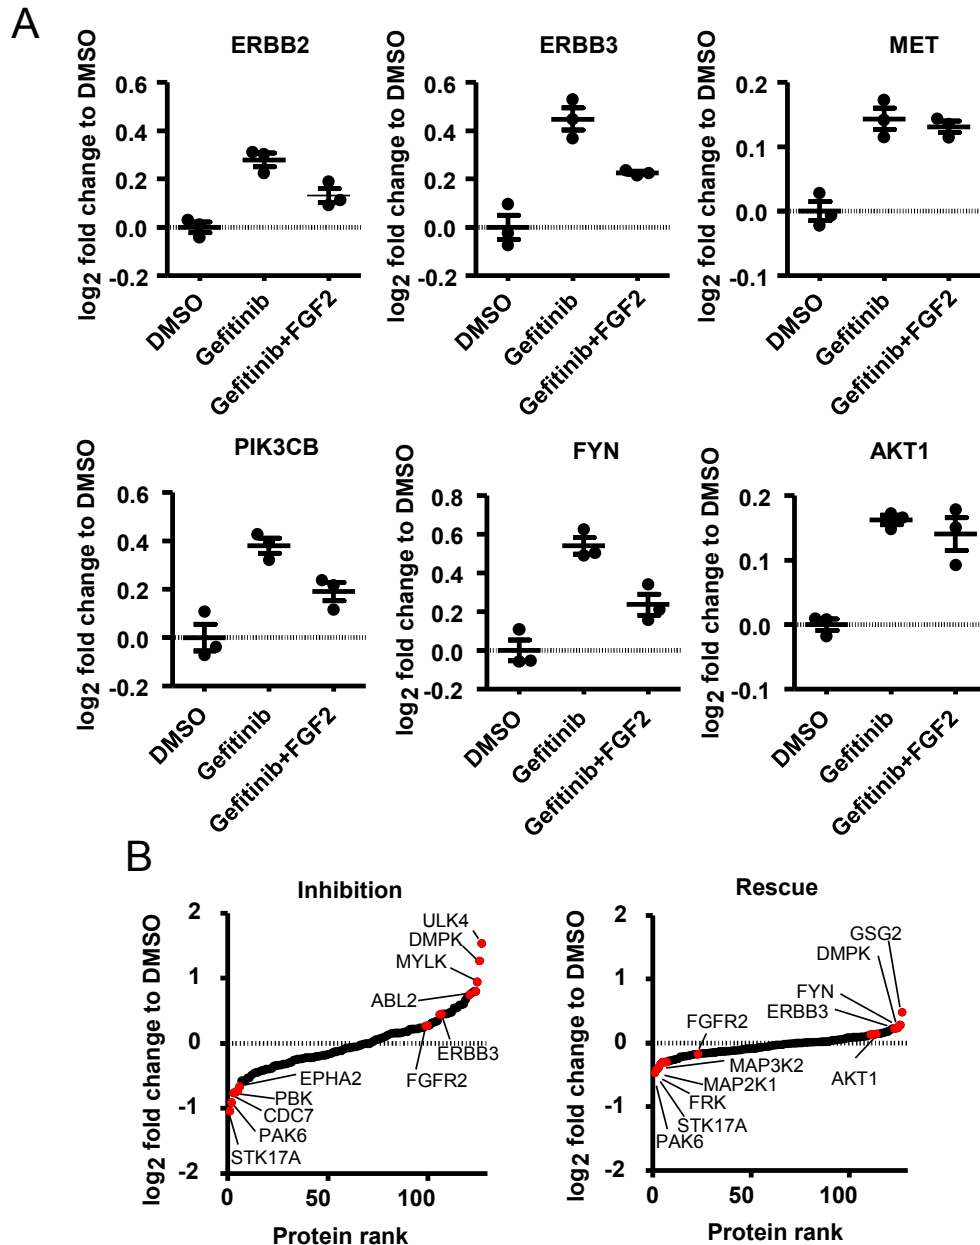 A
ERBB2
log2 fold change to DMSO
0.6
0.4
0.2
0.0
-0.2
DMSO
Gefitinib
Gefitinib+FGF2
ERBB3
log2 fold change to DMSO
0.6
0.4
0.2
0.0
-0.2
DMSO
Gefitinib
Gefitinib+FGF2
MET
log2 fold change to DMSO
0.2
0.1
0.0
-0.1
DMSO
Gefitinib
Gefitinib+FGF2
PIK3CB
log2 fold change to DMSO
0.6
0.4
0.2
0.0
-0.2
DMSO
Gefitinib
Gefitinib+FGF2
FYN
log2 fold change to DMSO
0.8
0.6
0.4
0.2
0.0
-0.2
DMSO
Gefitinib
Gefitinib+FGF2
AKT1
log2 fold change to DMSO
0.2
0.1
0.0
-0.1
DMSO
Gefitinib
Gefitinib+FGF2
B
Inhibition
log2 fold change to DMSO
2
1
0
-1
-2
ULK4
DMPK
MYLK
ABL2
ERBB3
FGFR2
EPHA2
PBK
CDC7
PAK6
STK17A
0
50
100
Protein rank
Rescue
log2 fold change to DMSO
2
1
0
-1
-2
GSG2
DMPK
FYN
ERBB3
FGFR2
MAP3K2
AKT1
MAP2K1
FRK
STK17A
PAK6
0
50
100
Protein rank